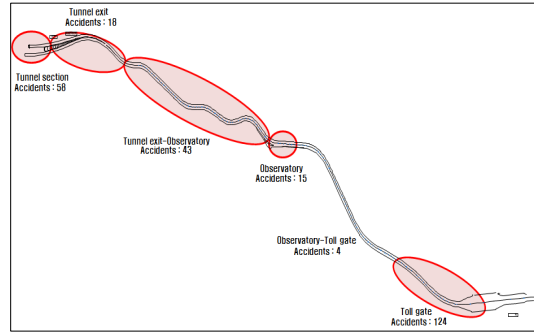 Tunnel exit
Accidents : 18
Tunnel section
Accidents : 58
Tunnel exit-Observatory
Accidents : 43
Observatory
Accidents : 15
Observatory-Toll gate
Accidents : 4
Toll gate
Accidents : 124